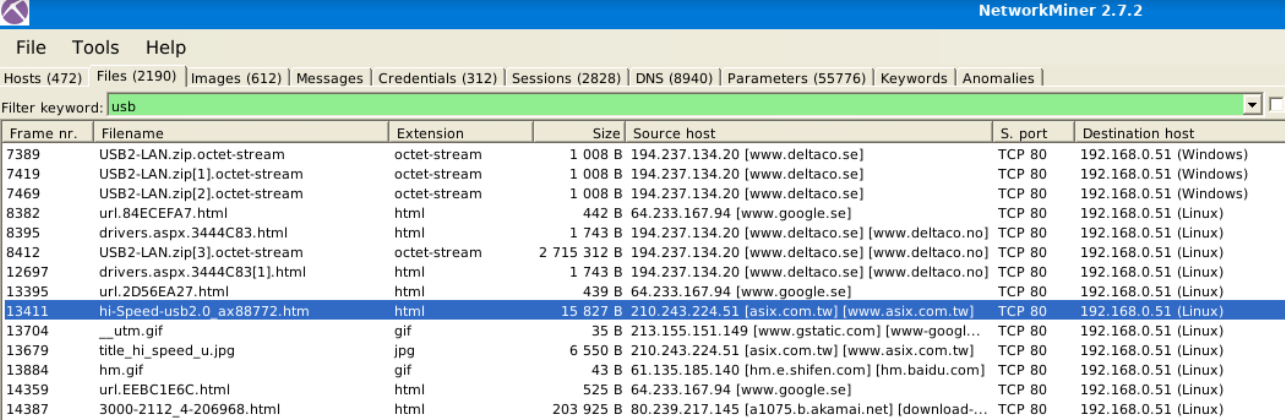 NetworkMiner 2.7.2
File Tools Help
Hosts (472) Files (2190) Images (612) Messages Credentials (312) Sessions (2828) DNS (8940) Parameters (55776) Keywords Anomalies
Filter keyword: usb
Frame nr. Filename Extension Size Source host S. port Destination host
7389 USB2-LAN.zip.octet-stream octet-stream 1 008 B 194.237.134.20 [www.deltaco.se] TCP 80 192.168.0.51 (Windows)
7419 USB2-LAN.zip[1].octet-stream octet-stream 1 008 B 194.237.134.20 [www.deltaco.se] TCP 80 192.168.0.51 (Windows)
7469 USB2-LAN.zip[2].octet-stream octet-stream 1 008 B 194.237.134.20 [www.deltaco.se] TCP 80 192.168.0.51 (Windows)
8382 url.84ECEFA7.html html 442 B 64.233.167.94 [www.google.se] TCP 80 192.168.0.51 (Linux)
8395 drivers.aspx.3444C83.html html 1 743 B 194.237.134.20 [www.deltaco.se] [www.deltaco.no] TCP 80 192.168.0.51 (Linux)
8412 USB2-LAN.zip[3].octet-stream octet-stream 2 715 312 B 194.237.134.20 [www.deltaco.se] [www.deltaco.no] TCP 80 192.168.0.51 (Linux)
12697 drivers.aspx.3444C83[1].html html 1 743 B 194.237.134.20 [www.deltaco.se] [www.deltaco.no] TCP 80 192.168.0.51 (Linux)
13395 url.2D56EA27.html html 439 B 64.233.167.94 [www.google.se] TCP 80 192.168.0.51 (Linux)
13411 hi-Speed-usb2.0_ax88772.htm html 15 827 B 210.243.224.51 [asix.com.tw] [www.asix.com.tw] TCP 80 192.168.0.51 (Linux)
13704 __utm.gif gif 35 B 213.155.151.149 [www.gstatic.com] [www-googl... TCP 80 192.168.0.51 (Linux)
13679 title_hi_speed_u.jpg jpg 6 550 B 210.243.224.51 [asix.com.tw] [www.asix.com.tw] TCP 80 192.168.0.51 (Linux)
13884 hm.gif gif 43 B 61.135.185.140 [hm.e.shifen.com] [hm.baidu.com] TCP 80 192.168.0.51 (Linux)
14359 url.EEBC1E6C.html html 525 B 64.233.167.94 [www.google.se] TCP 80 192.168.0.51 (Linux)
14387 3000-2112_4-206968.html html 203 925 B 80.239.217.145 [a1075.b.akamai.net] [download-... TCP 80 192.168.0.51 (Linux)